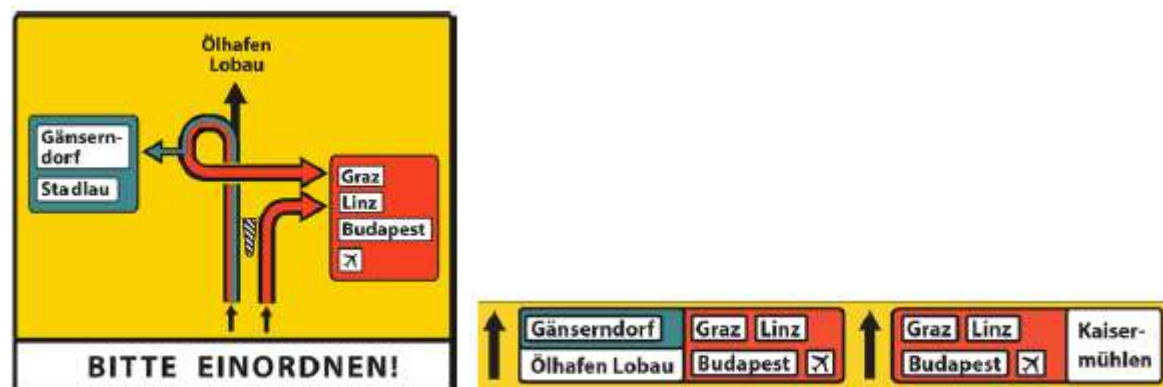 Ölhafen
Lobau
Gämsern-
dorf
Stadlau
Graz
Linz
Budapest
BITTE EINORDNEN!
Gänserndorf Graz Linz
Ölhafen Lobau Budapest
Graz Linz
Budapest
Kaiser-
mühlen